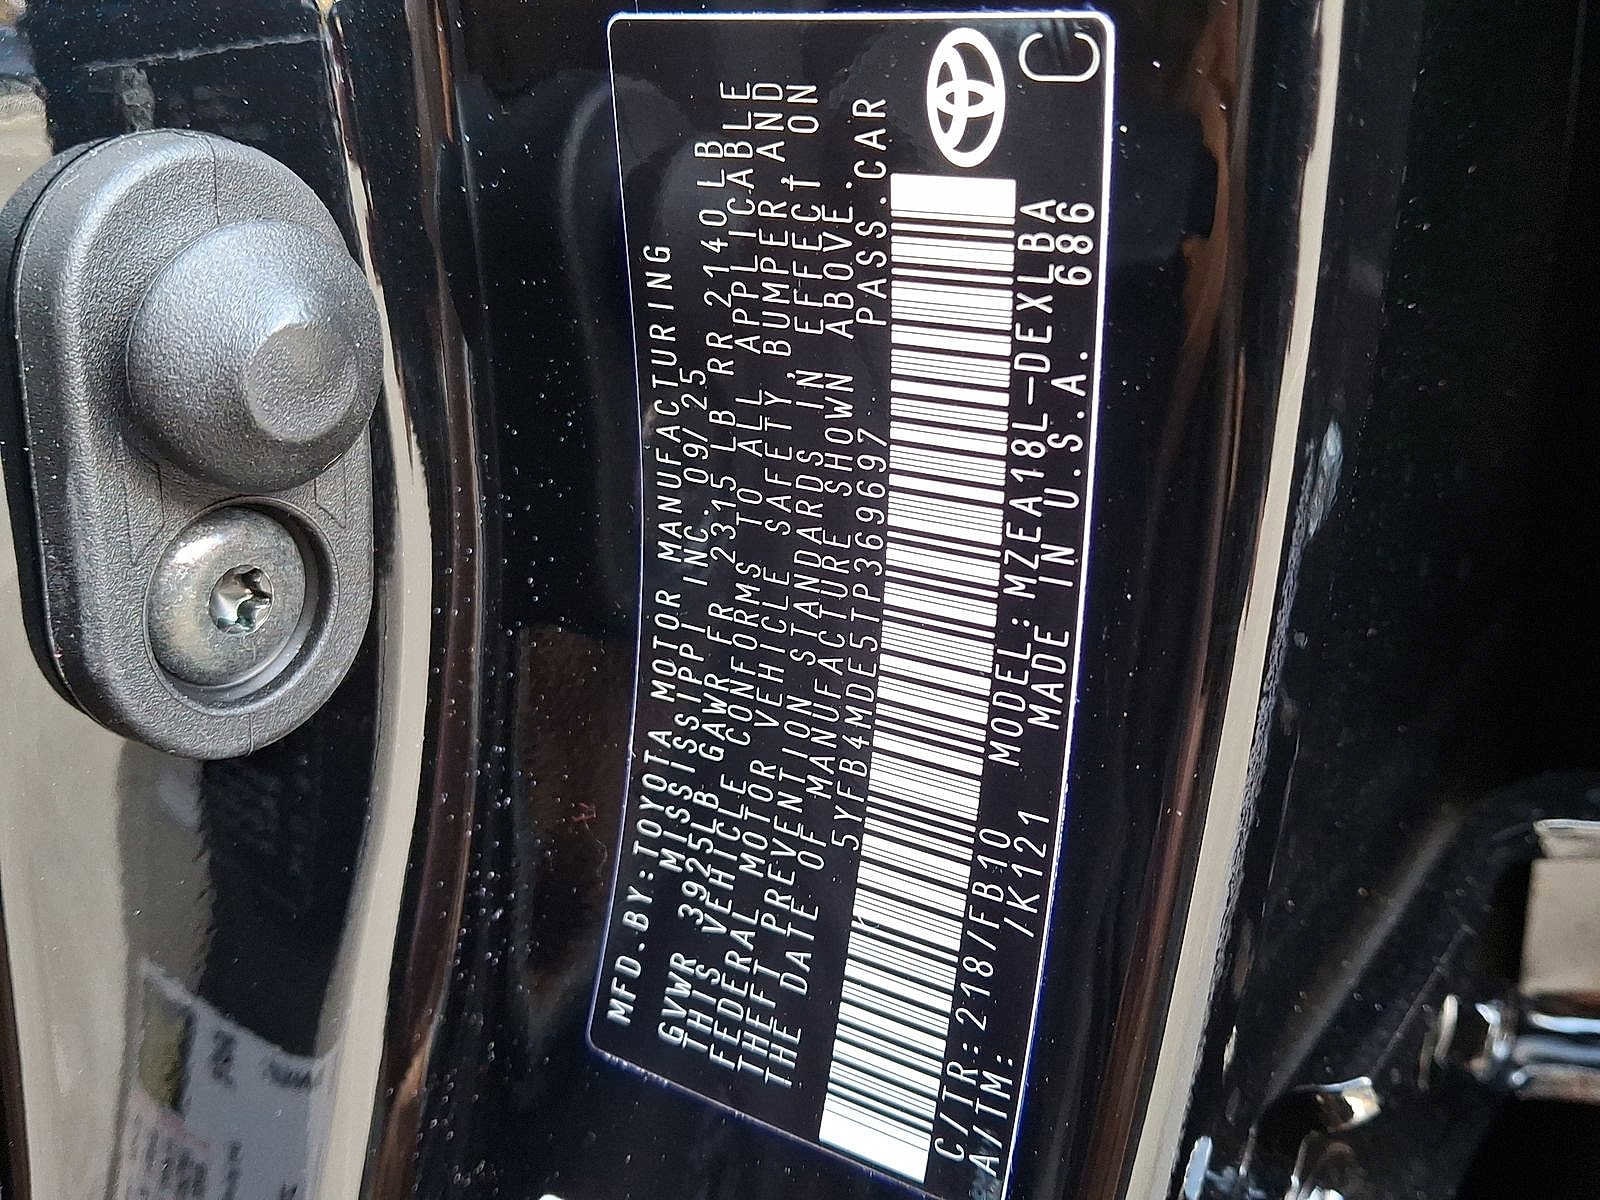 MFD.BY:TOYOTA MOTOR MANUFACTURING
MISSISSIPPI INC. 09/25
GVWR 3925LB GAWR FR 2315 LB RR 2140 LB
THIS VEHICLE CONFORMS TO ALL APPLICABLE
FEDERAL MOTOR VEHICLE SAFETY, BUMPER, AND
THEFT PREVENTION STANDARDS IN EFFECT ON
THE DATE OF MANUFACTURE SHOWN ABOVE.
5YFB4MDE5TP369697 PASS.CAR
C/TR:218/FB10 MODEL:MZEA18L-DEXLBA
A/TM: /K121 MADE IN U.S.A. 686
C